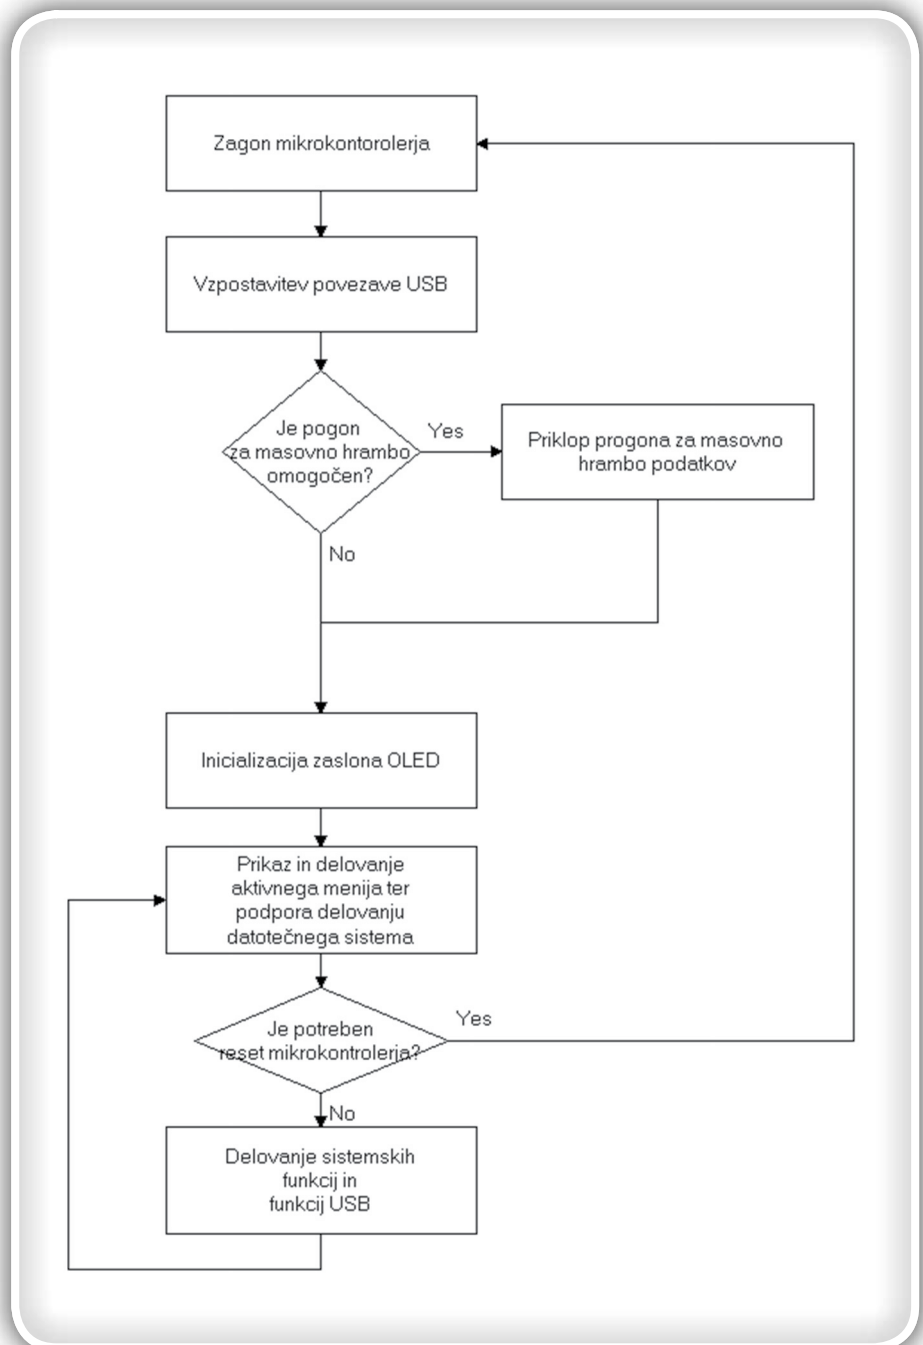 Zagon mikrokontorolerja
Vzpostavitev povezave USB
Je pogon
za masovno hrambo
omogočen?
Yes
Priklop progona za masovno
hrambo podatkov
No
Inicializacija zaslona OLED
Prikaz in delovanje
aktivnega menija ter
podpora delovanju
datotečnega sistema
Je potreben
reset mikrokontrolerja?
Yes
No
Delovanje sistemskih
funkcij in
funkcij USB